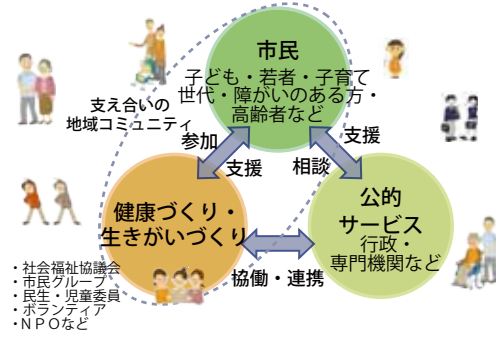 市民
子ども・若者・子育て
世代・障がいのある方・
高齢者など
支え合いの
地域コミュニティ
参加
支援
相談
支援
健康づくり・
生きがいづくり
公的
サービス
行政・
専門機関など
協働・連携
・社会福祉協議会
・市民グループ
・民生・児童委員
・ボランティア
・ＮＰＯなど